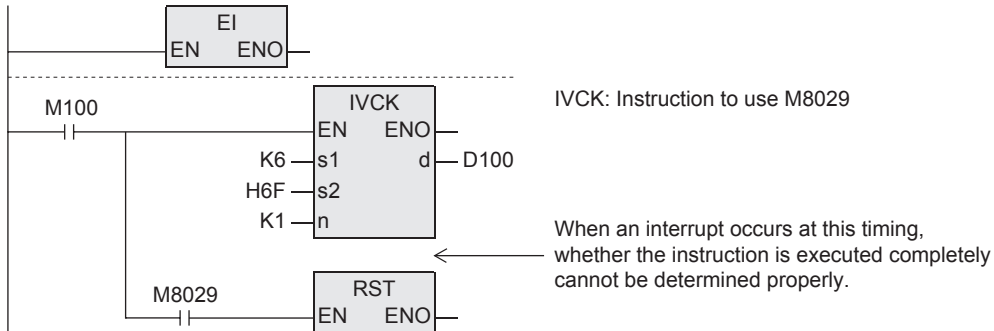 EI
EN ENO
M100
IVCK
IVCK: Instruction to use M8029
EN ENO
K6 s1 d D100
H6F s2
K1 n
When an interrupt occurs at this timing,
whether the instruction is executed completely
cannot be determined properly.
M8029
RST
EN ENO